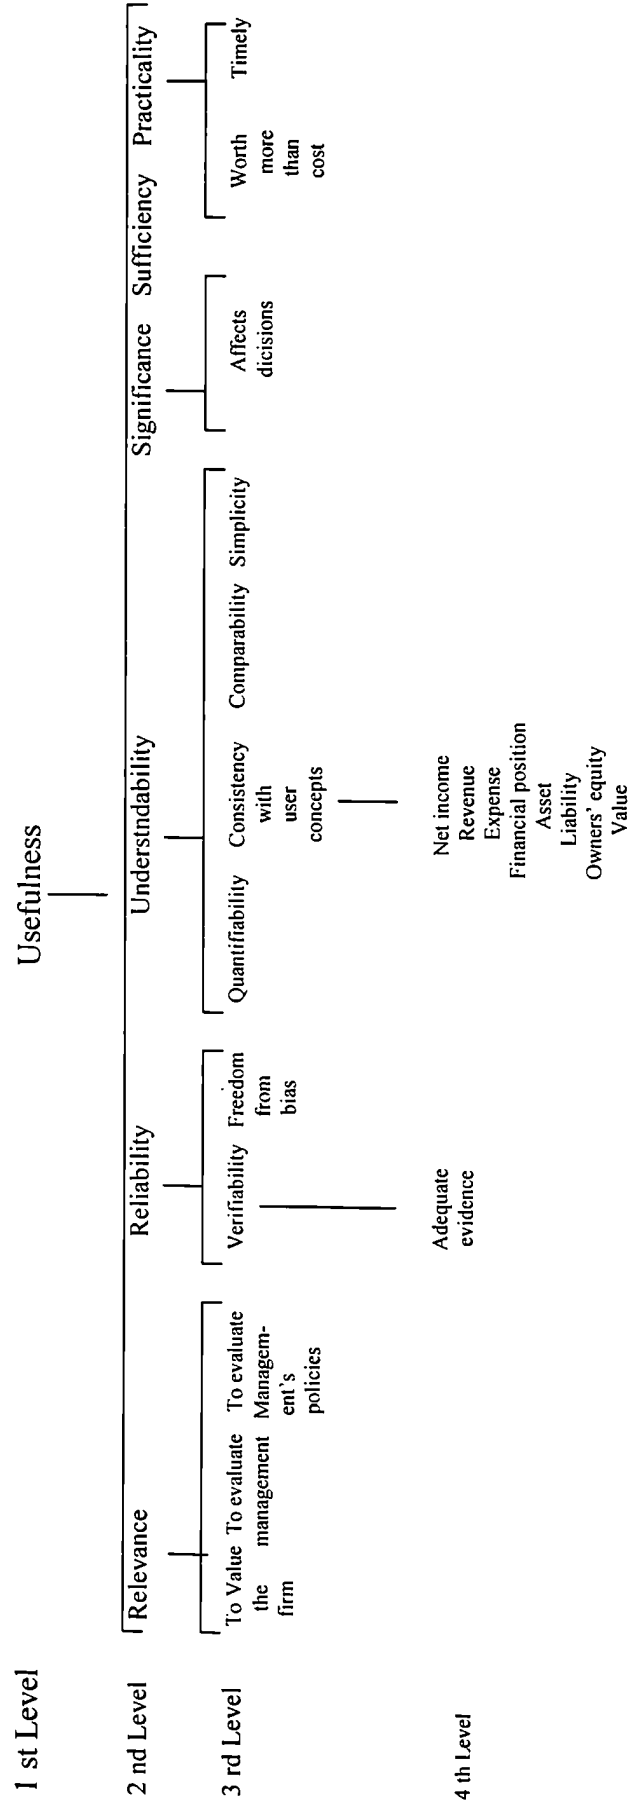 1 st Level
Usefulness
2 nd Level
Relevance
Reliability
Understndability
Significance
Sufficiency
Practicality
3 rd Level
To Value
the
firm
To evaluate
management
To evaluate
Managem-
ent's
policies
Verifiability
Freedom
from
bias
Quantifiability
Consistency
with
user
concepts
Comparability
Simplicity
Affects
dicisions
Worth
more
than
cost
Timely
4 th Level
Adequate
evidence
Net income
Revenue
Expense
Financial position
Asset
Liability
Owners' equity
Value